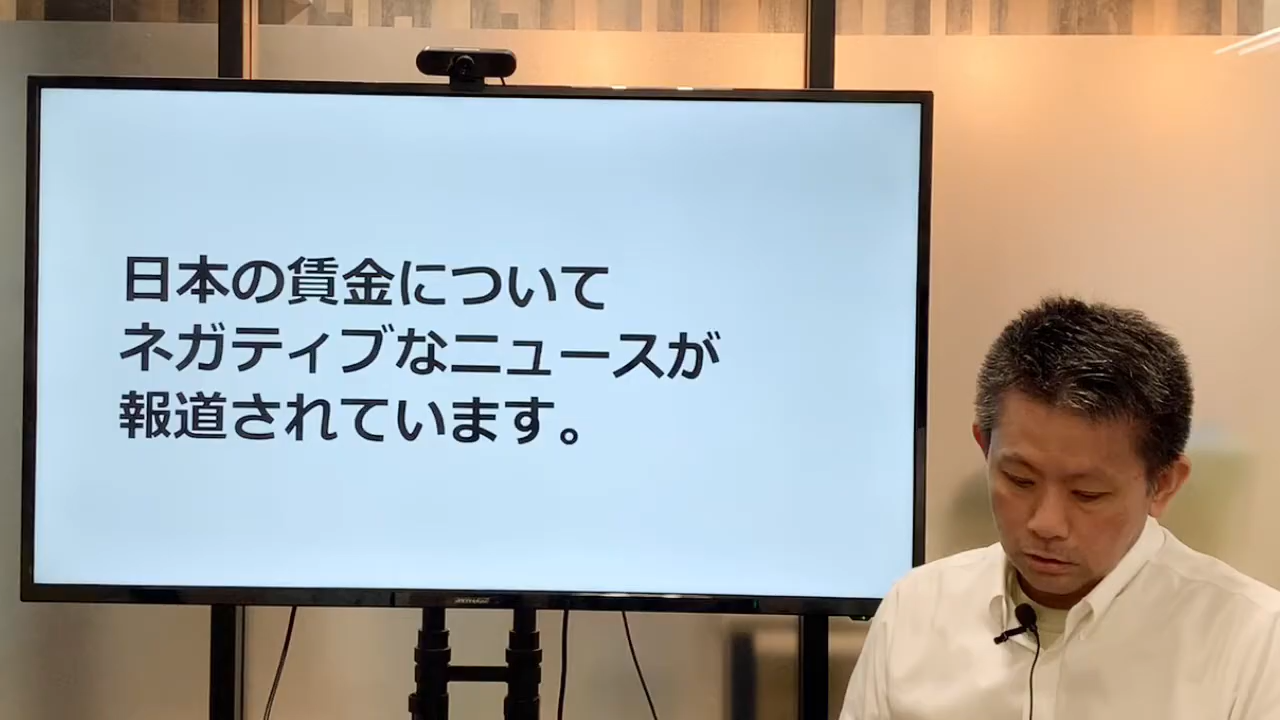 日本の賃金について
ネガティブなニュースが
報道されています。